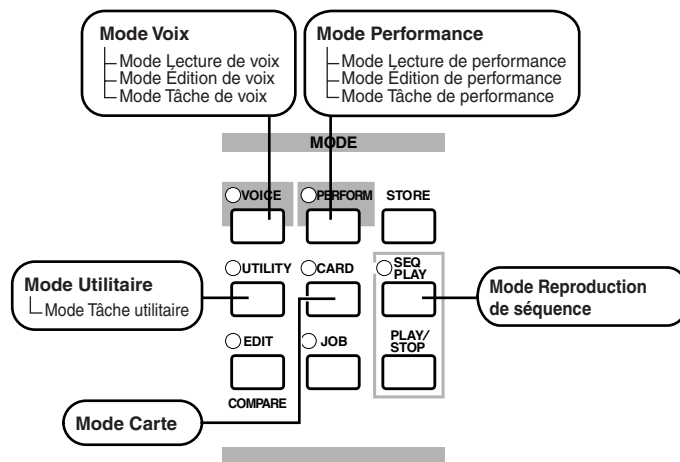 Mode Voix
Mode Lecture de voix
Mode Édition de voix
Mode Tâche de voix
Mode Performance
Mode Lecture de performance
Mode Édition de performance
Mode Tâche de performance
MODE
VOICE
PERFORM
STORE
UTILITY
CARD
SEQ
PLAY
EDIT
JOB
PLAY/
STOP
COMPARE
Mode Utilitaire
Mode Tâche utilitaire
Mode Reproduction
de séquence
Mode Carte